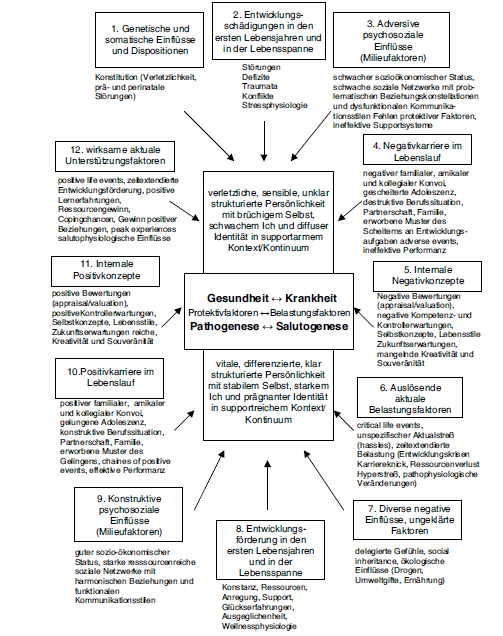 1. Genetische und
somatische Einflüsse
und Dispositionen
Konstitution (Verletzlichkeit,
prä- und perinatale
Störungen)
2. Entwicklungs-
schädigungen in den
ersten Lebensjahren und
in der Lebensspanne
Störungen
Defizite
Traumata
Konflikte
Stressphysiologie
3. Adversive
psychosoziale
Einflüsse
(Milieufaktoren)
schwacher sozioökonomischer Status,
schwache soziale Netzwerke mit prob-
lematischen Beziehungskonstellationen
und dysfunktionalen Kommunika-
tionsstilen Fehlen protektiver Faktoren,
ineffektive Supportsysteme
4. Negativkarriere im
Lebenslauf
negativer familialer, amikaler
und kollegialer Konvoi,
gescheiterte Adoleszenz,
destruktive Berufssituation,
Partnerschaft, Familie,
erworbene Muster des
Scheiterns an Entwicklungs-
aufgaben adverse events,
ineffektive Performanz
5. Internale
Negativkonzepte
Negative Bewertungen
(appraisal/valuation),
negative Kompetenz- und
Kontrollerwartungen,
Selbstkonzepte, Lebensstile
Zukunftserwartungen,
mangelnde Kreativität und
Souveränität
6. Auslösende
aktuale
Belastungsfaktoren
critical life events,
unspezifischer Aktualstreß
(hassles), zeitextendierte
Belastung (Entwicklungskrisen
Karriereknick, Ressourcenverlust
Hyperstreß, pathophysiologische
Veränderungen)
7. Diverse negative
Einflüsse, ungeklärte
Faktoren
delegierte Gefühle, social
inheritance, ökologische
Einflüsse (Drogen,
Umweltgifte, Ernährung)
8. Entwicklungs-
förderung in den
ersten Lebensjahren
und in der
Lebensspanne
Konstanz, Ressourcen,
Anregung, Support,
Glückserfahrungen,
Ausgeglichenheit,
Wellnessphysiologie
9. Konstruktive
psychosoziale
Einflüsse
(Milieufaktoren)
guter sozio-ökonomischer
Status, starke resssourcenreiche
soziale Netzwerke mit
harmonischen Beziehungen und
funktionalen
Kommunikationsstilen
10.Positivkarriere im
Lebenslauf
positiver familialer, amikaler
und kollegialer Konvoi,
gelungene Adoleszenz,
konstruktive Berufssituation,
Partnerschaft, Familie,
erworbene Muster des
Gelingens, chains of positive
events, effektive Performanz
11. Internale
Positivkonzepte
positive Bewertungen
(appraisal/valuation),
positiveKontrollerwartungen,
Selbstkonzepte, Lebensstile,
Zukunftserwartungen reiche,
Kreativität und Souveränität
12. wirksame aktuale
Unterstützungsfaktoren
positive life events, zeitextendierte
Entwicklungsförderung, positive
Lernerfahrungen,
Ressourcengewinn,
Copingchancen, Gewinn positiver
Beziehungen, peak experiences
salutophysiologische Einflüsse
verletzliche, sensible, unklar
strukturierte Persönlichkeit
mit brüchigem Selbst,
schwachem Ich und diffuser
Identität in supportarmem
Kontext/Kontinuum
Gesundheit ↔ Krankheit
Protektivfaktoren ↔Belastungsfaktoren
Pathogenese ↔ Salutogenese
vitale, differenzierte, klar
strukturierte Persönlichkeit
mit stabilem Selbst, starkem
Ich und prägnanter Identität
in supportreichem Kontext/
Kontinuum